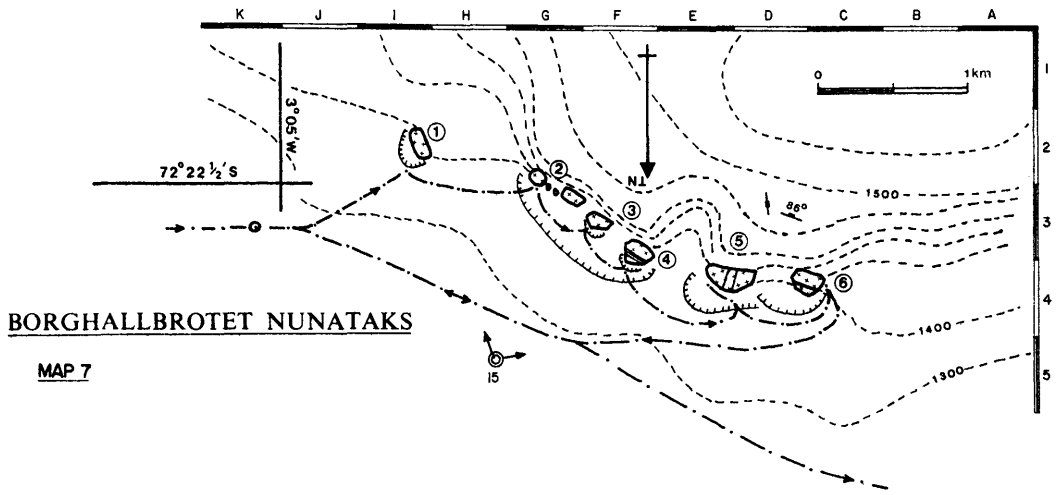 K J I H G F E D C B A
1
0 1km
3°05'W
①
2
72°22½'S
②
TN
1500
86°
③
3
⑤
④
⑥
4
BORGHALLBROTET NUNATAKS
1400
15
MAP 7
1300
5